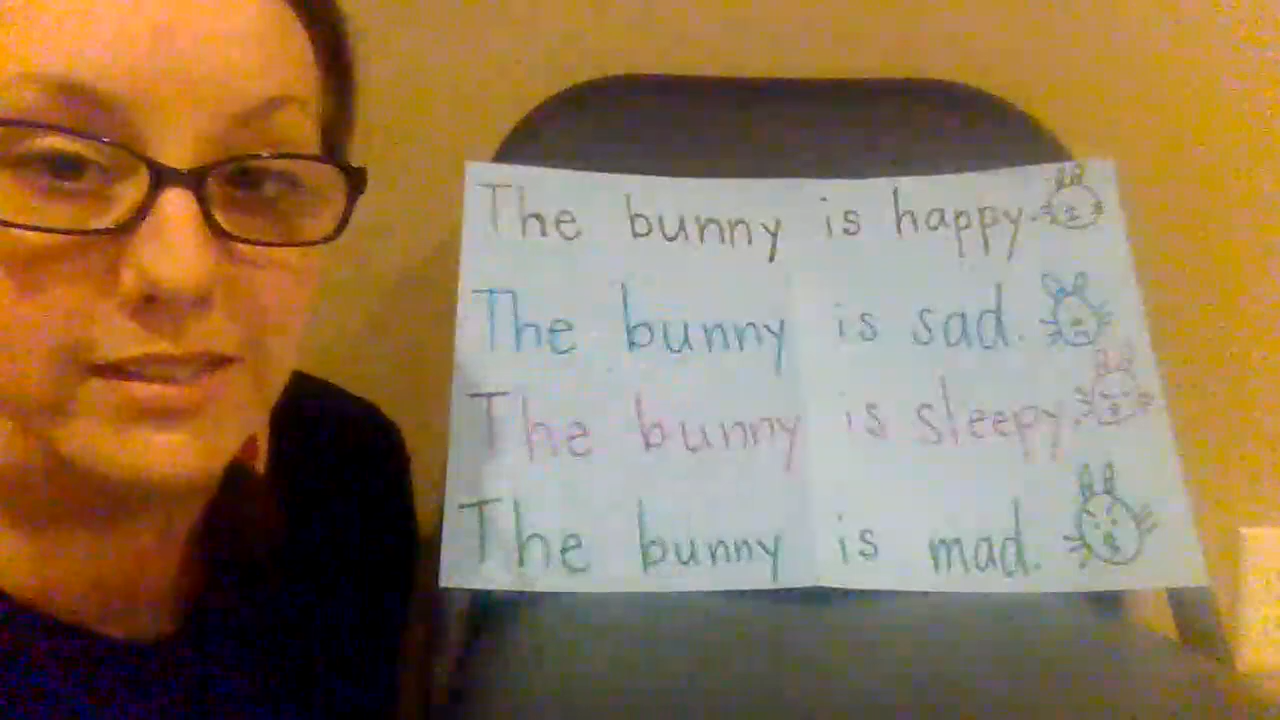 The bunny is happy.
The bunny is sad.
The bunny is sleepy.
The bunny is mad.